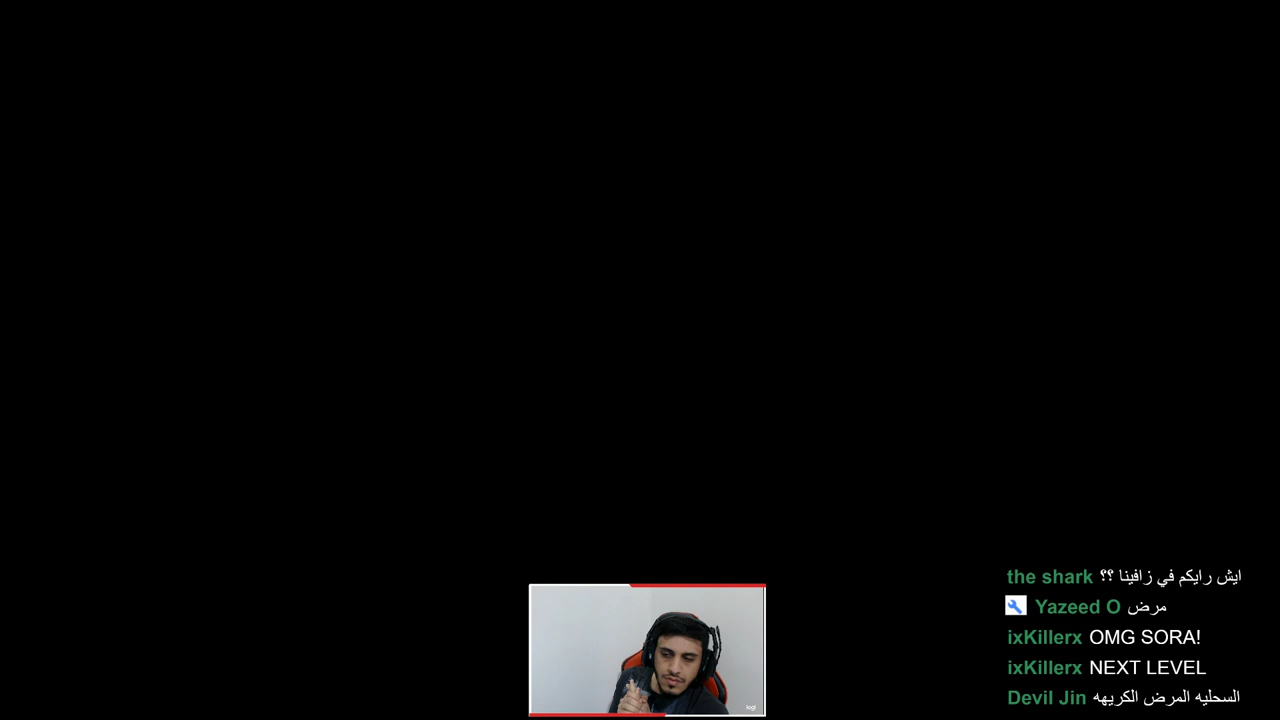 the shark ايش رايكم في زافينا ؟؟
Yazeed O مرض
ixKillerx OMG SORA!
ixKillerx NEXT LEVEL
Devil Jin السحليه المرض الكريهه
logi